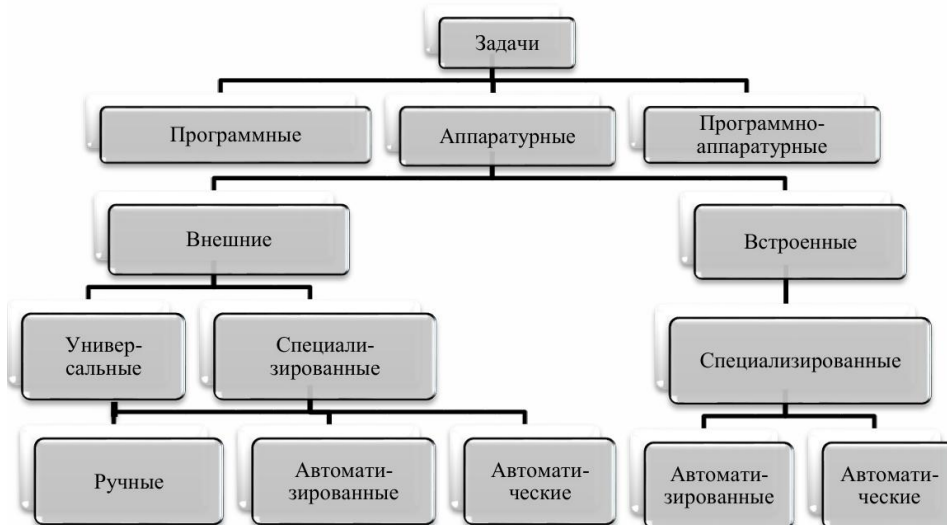 Задачи
Программные
Аппаратурные
Программно-
аппаратурные
Внешние
Встроенные
Универ-
сальные
Специали-
зированные
Специализированные
Ручные
Автомати-
зированные
Автомати-
ческие
Автомати-
зированные
Автомати-
ческие